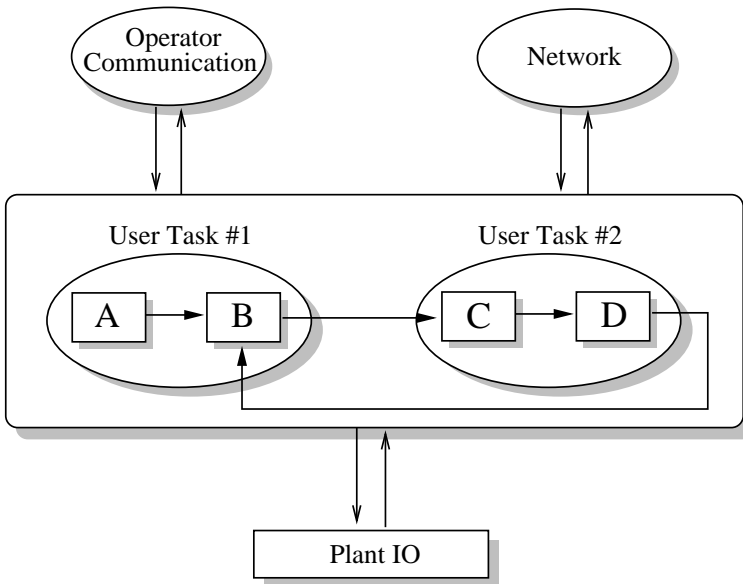 Operator
Communication
Network
User Task #1
User Task #2
A
B
C
D
Plant IO